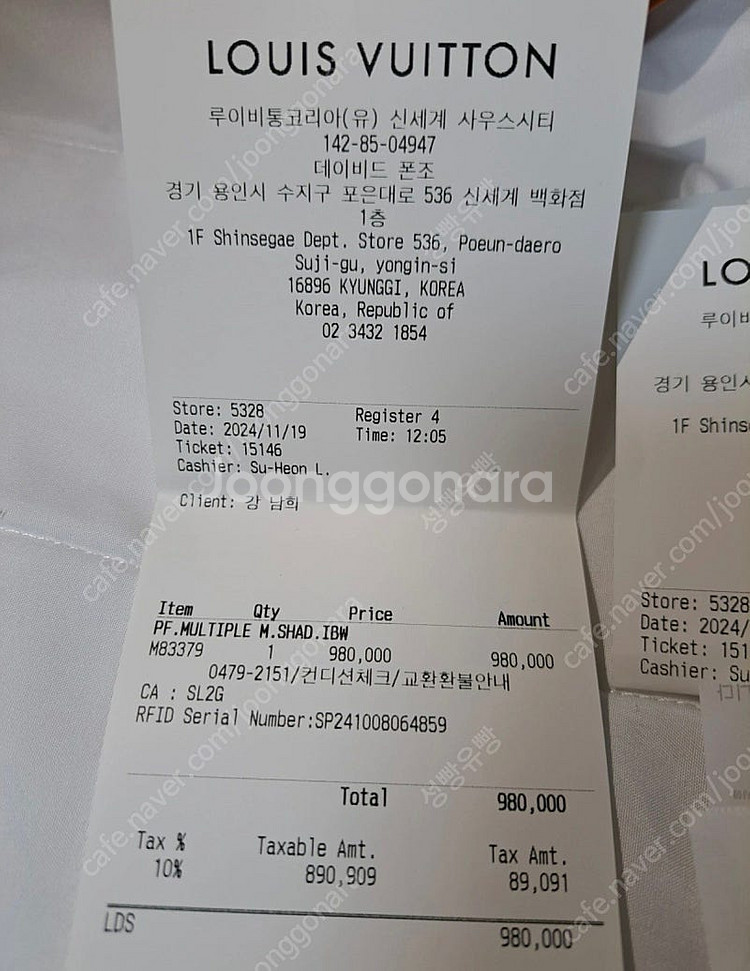 LOUIS VUITTON
루이비통코리아(유) 신세계 사우스시티
142-85-04947
데이비드 폰조
경기 용인시 수지구 포은대로 536 신세계 백화점
1층
1F Shinsegae Dept. Store 536, Poeun-daero
Suji-gu, yongin-si
16896 KYUNGGI, KOREA
Korea, Republic of
02 3432 1854
Store: 5328 Register 4
Date: 2024/11/19 Time: 12:05
Ticket: 15146
Cashier: Su-Heon L.
Client: 강 남희
Item Qty Price Amount
PF.MULTIPLE M.SHAD.IBW
M83379 1 980,000 980,000
0479-2151/컨디션체크/교환환불안내
CA : SL2G
RFID Serial Number:SP241008064859
Total 980,000
Tax % Taxable Amt. Tax Amt.
10% 890,909 89,091
LDS 980,000
LO
루이비
경기 용인시
1F Shins
Store: 5328
Date: 2024/
Ticket: 151
Cashier: Su
Joonggonara
cafe.naver.com/joonggonara
성빵유빵